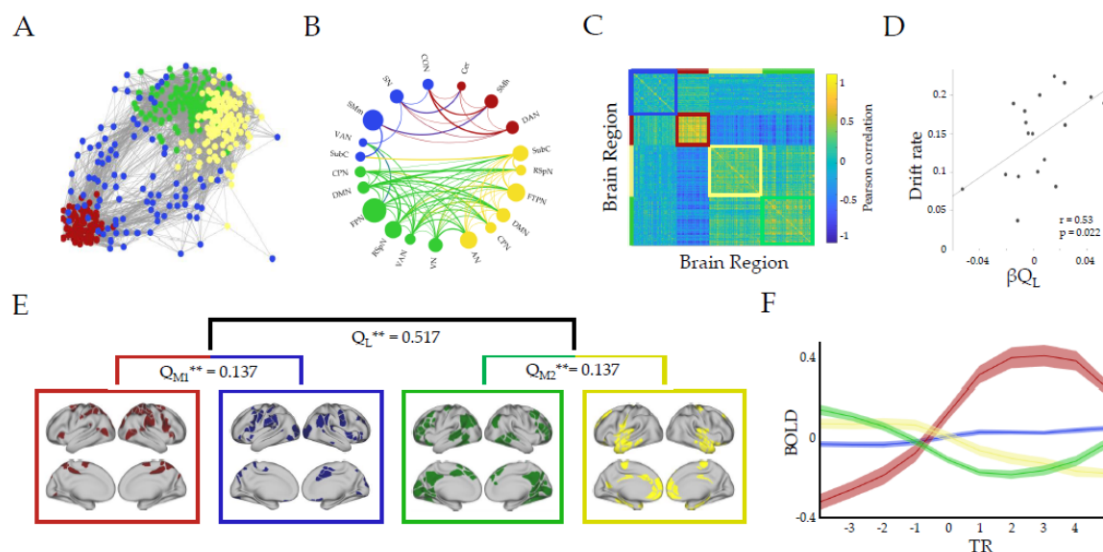 A
B
C
D
CON
Cer
SN
SMh
SMm
DAN
VAN
SubC
SubC
RSpN
CPN
DMN
FTPN
FPN
DMN
RSpN
CPN
VAN
VN
AN
Brain Region
Brain Region
1
0.5
0
-0.5
-1
Pearson correlation
Drift rate
0.2
0.15
0.1
0.05
0
-0.04
0
0.04
r = 0.53
p = 0.022
βQL
E
F
QL** = 0.517
QM1** = 0.137
QM2** = 0.137
BOLD
0.4
0
-0.4
-3
-2
-1
0
1
2
3
4
TR